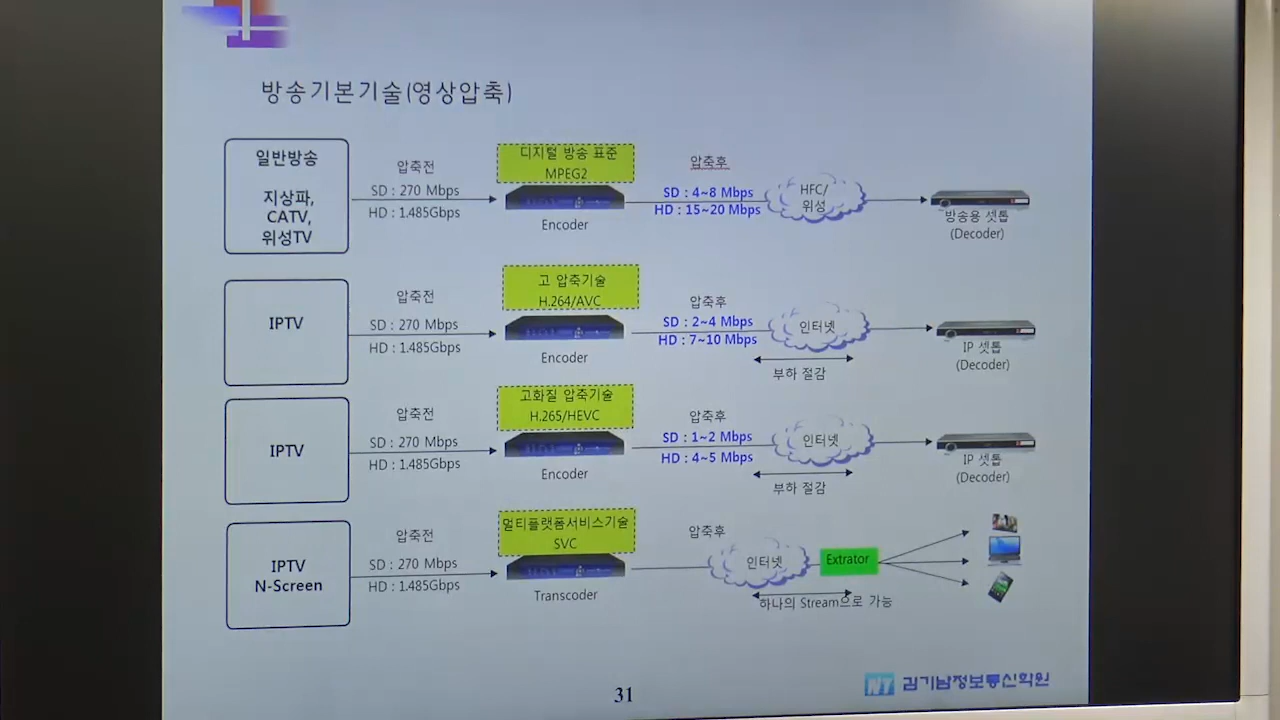 방송기본기술(영상압축)
일반방송
지상파,
CATV,
위성TV
압축전
SD : 270 Mbps
HD : 1.485Gbps
디지털 방송 표준
MPEG2
Encoder
압축후
SD : 4~8 Mbps
HD : 15~20 Mbps
HFC/
위성
방송용 셋톱
(Decoder)
IPTV
압축전
SD : 270 Mbps
HD : 1.485Gbps
고 압축기술
H.264/AVC
Encoder
압축후
SD : 2~4 Mbps
HD : 7~10 Mbps
인터넷
부하 절감
IP 셋톱
(Decoder)
IPTV
압축전
SD : 270 Mbps
HD : 1.485Gbps
고화질 압축기술
H.265/HEVC
Encoder
압축후
SD : 1~2 Mbps
HD : 4~5 Mbps
인터넷
부하 절감
IP 셋톱
(Decoder)
IPTV
N-Screen
압축전
SD : 270 Mbps
HD : 1.485Gbps
멀티플랫폼서비스기술
SVC
Transcoder
압축후
인터넷
Extrator
하나의 Stream으로 가능
31
NY 김기남정보통신학원